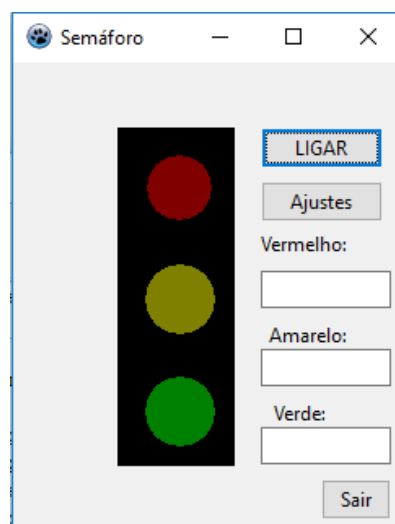 Semáforo
LIGAR
Ajustes
Vermelho:
Amarelo:
Verde:
Sair